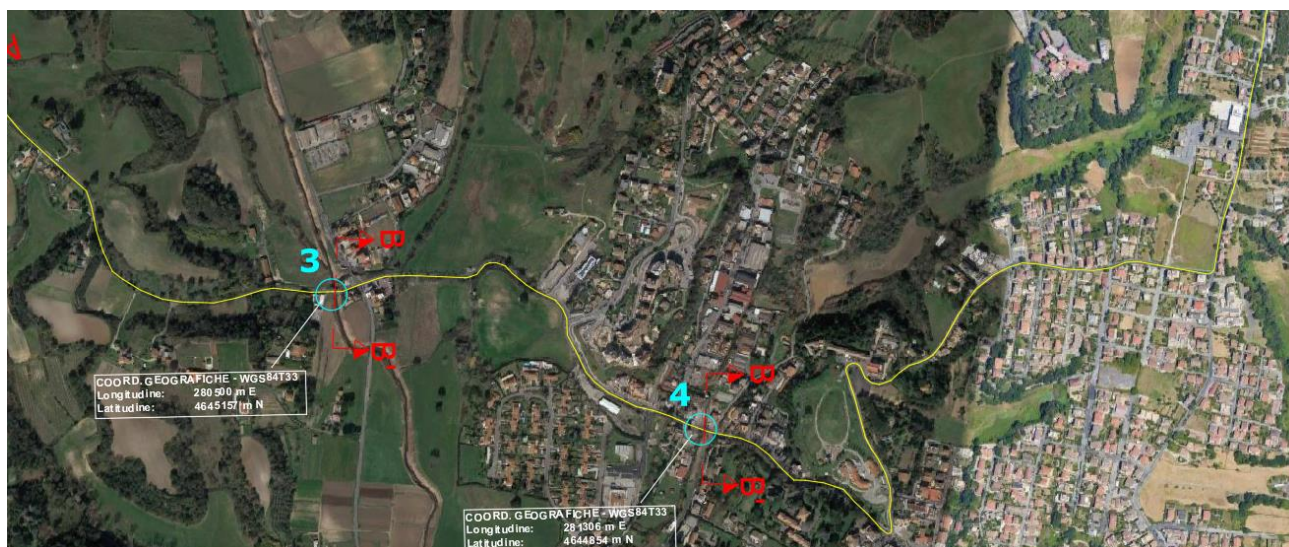 3
B
B'
COORD. GEOGRAFICHE - WGS84T33
Longitudine: 280500 m E
Latitudine: 4645157 m N
4
B
B'
COORD. GEOGRAFICHE - WGS84T33
Longitudine: 281306 m E
Latitudine: 4644854 m N